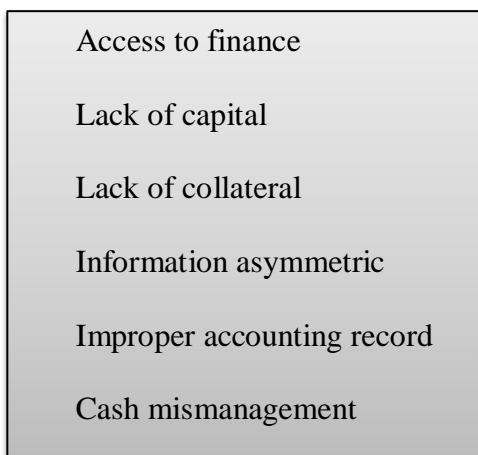 Access to finance
Lack of capital
Lack of collateral
Information asymmetric
Improper accounting record
Cash mismanagement